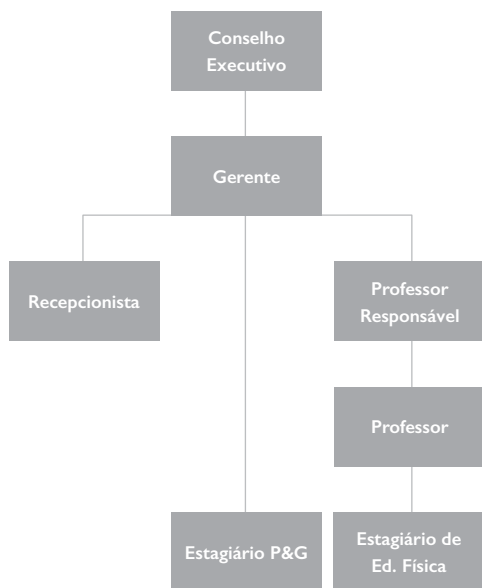 Conselho
Executivo
Gerente
Recepcionista
Professor
Responsável
Professor
Estagiário P&G
Estagiário de
Ed. Física